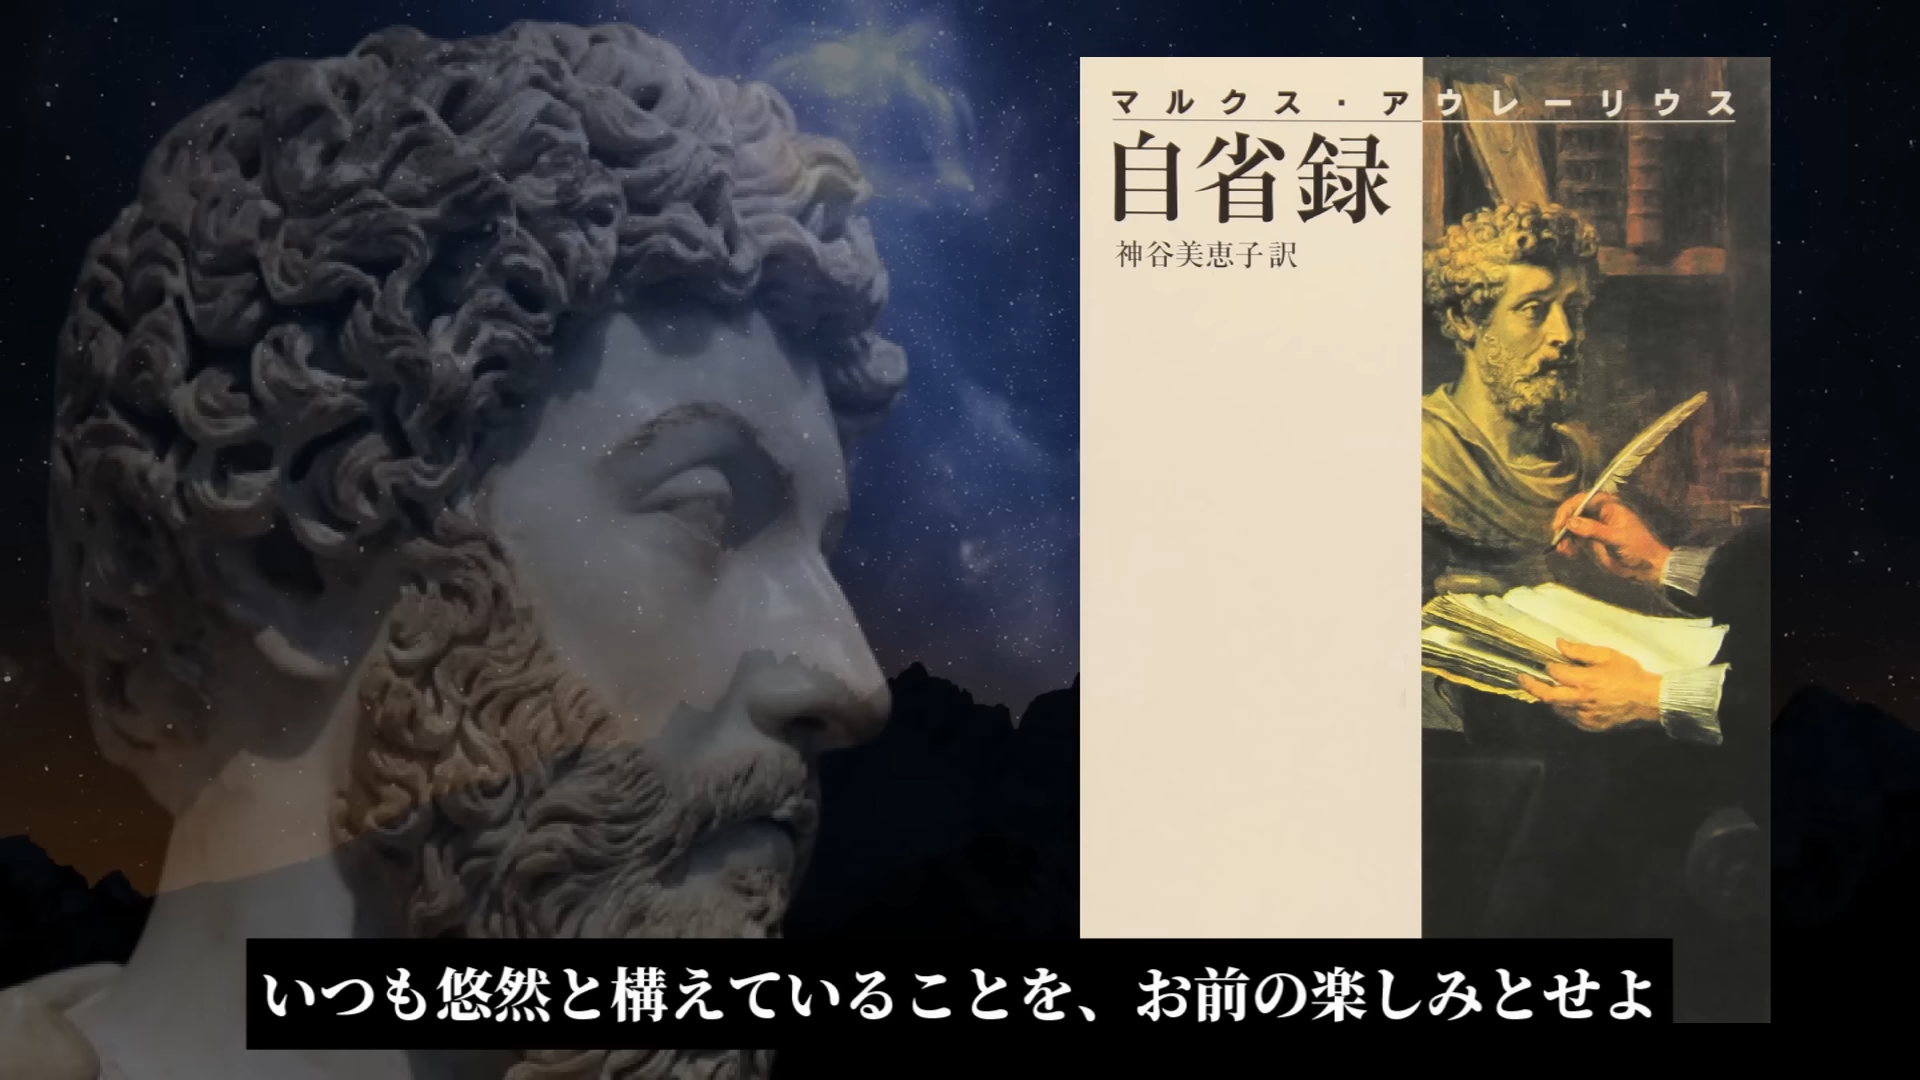 マルクス・アウレーリウス
自省録
神谷美恵子訳
いつも悠然と構えていることを、お前の楽しみとせよ